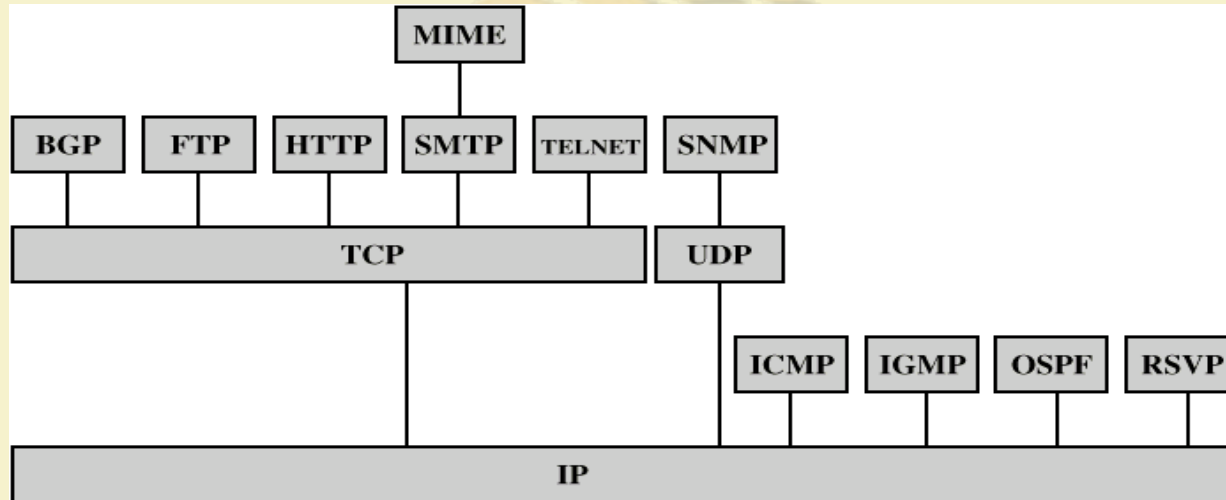 MIME
BGP FTP HTTP SMTP TELNET SNMP
TCP UDP
ICMP IGMP OSPF RSVP
IP